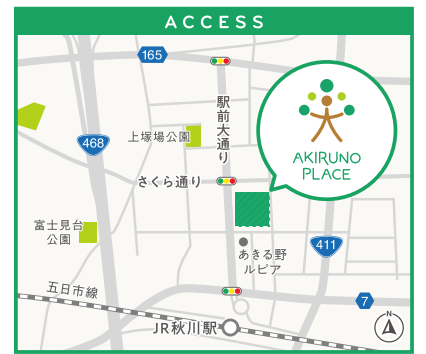 ACCESS
165
駅前大通り
468
上塚場公園
AKIRUNO
PLACE
さくら通り
富士見台
公園
411
あきる野
ルピア
五日市線
7
N
JR秋川駅